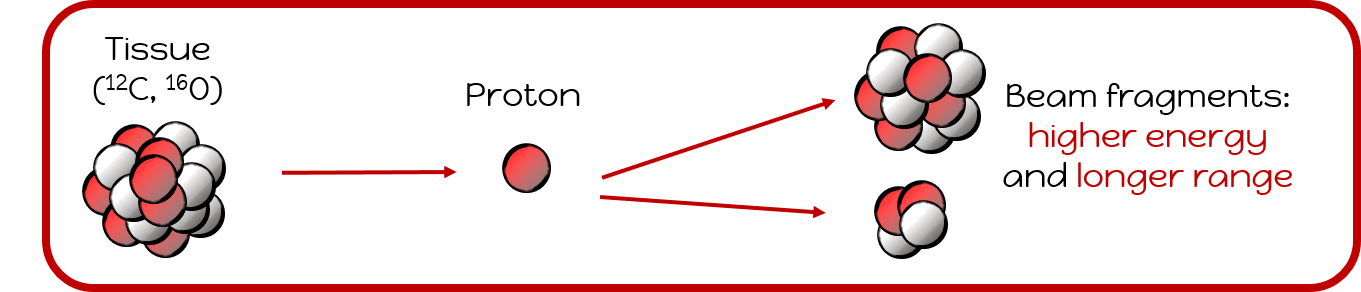 Tissue
(¹²C, ¹⁶O)
Proton
Beam fragments:
higher energy
and longer range